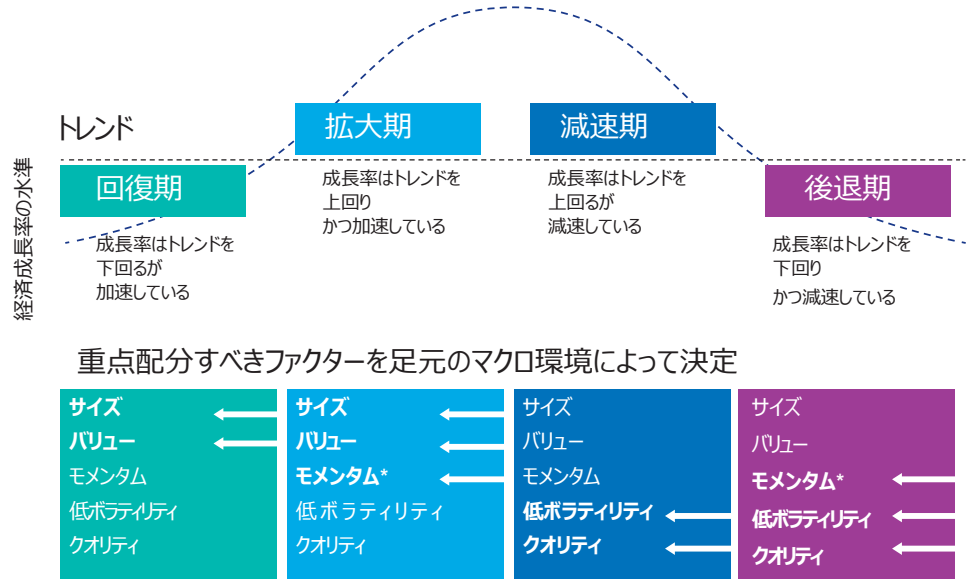 経済成長率の水準
トレンド
回復期
成長率はトレンドを
下回るが
加速している
拡大期
成長率はトレンドを
上回り
かつ加速している
減速期
成長率はトレンドを
上回るが
減速している
後退期
成長率はトレンドを
下回り
かつ減速している
重点配分すべきファクターを足元のマクロ環境によって決定
サイズ
バリュー
モメンタム
低ボラティリティ
クオリティ
サイズ
バリュー
モメンタム*
低ボラティリティ
クオリティ
サイズ
バリュー
モメンタム
低ボラティリティ
クオリティ
サイズ
バリュー
モメンタム*
低ボラティリティ
クオリティ